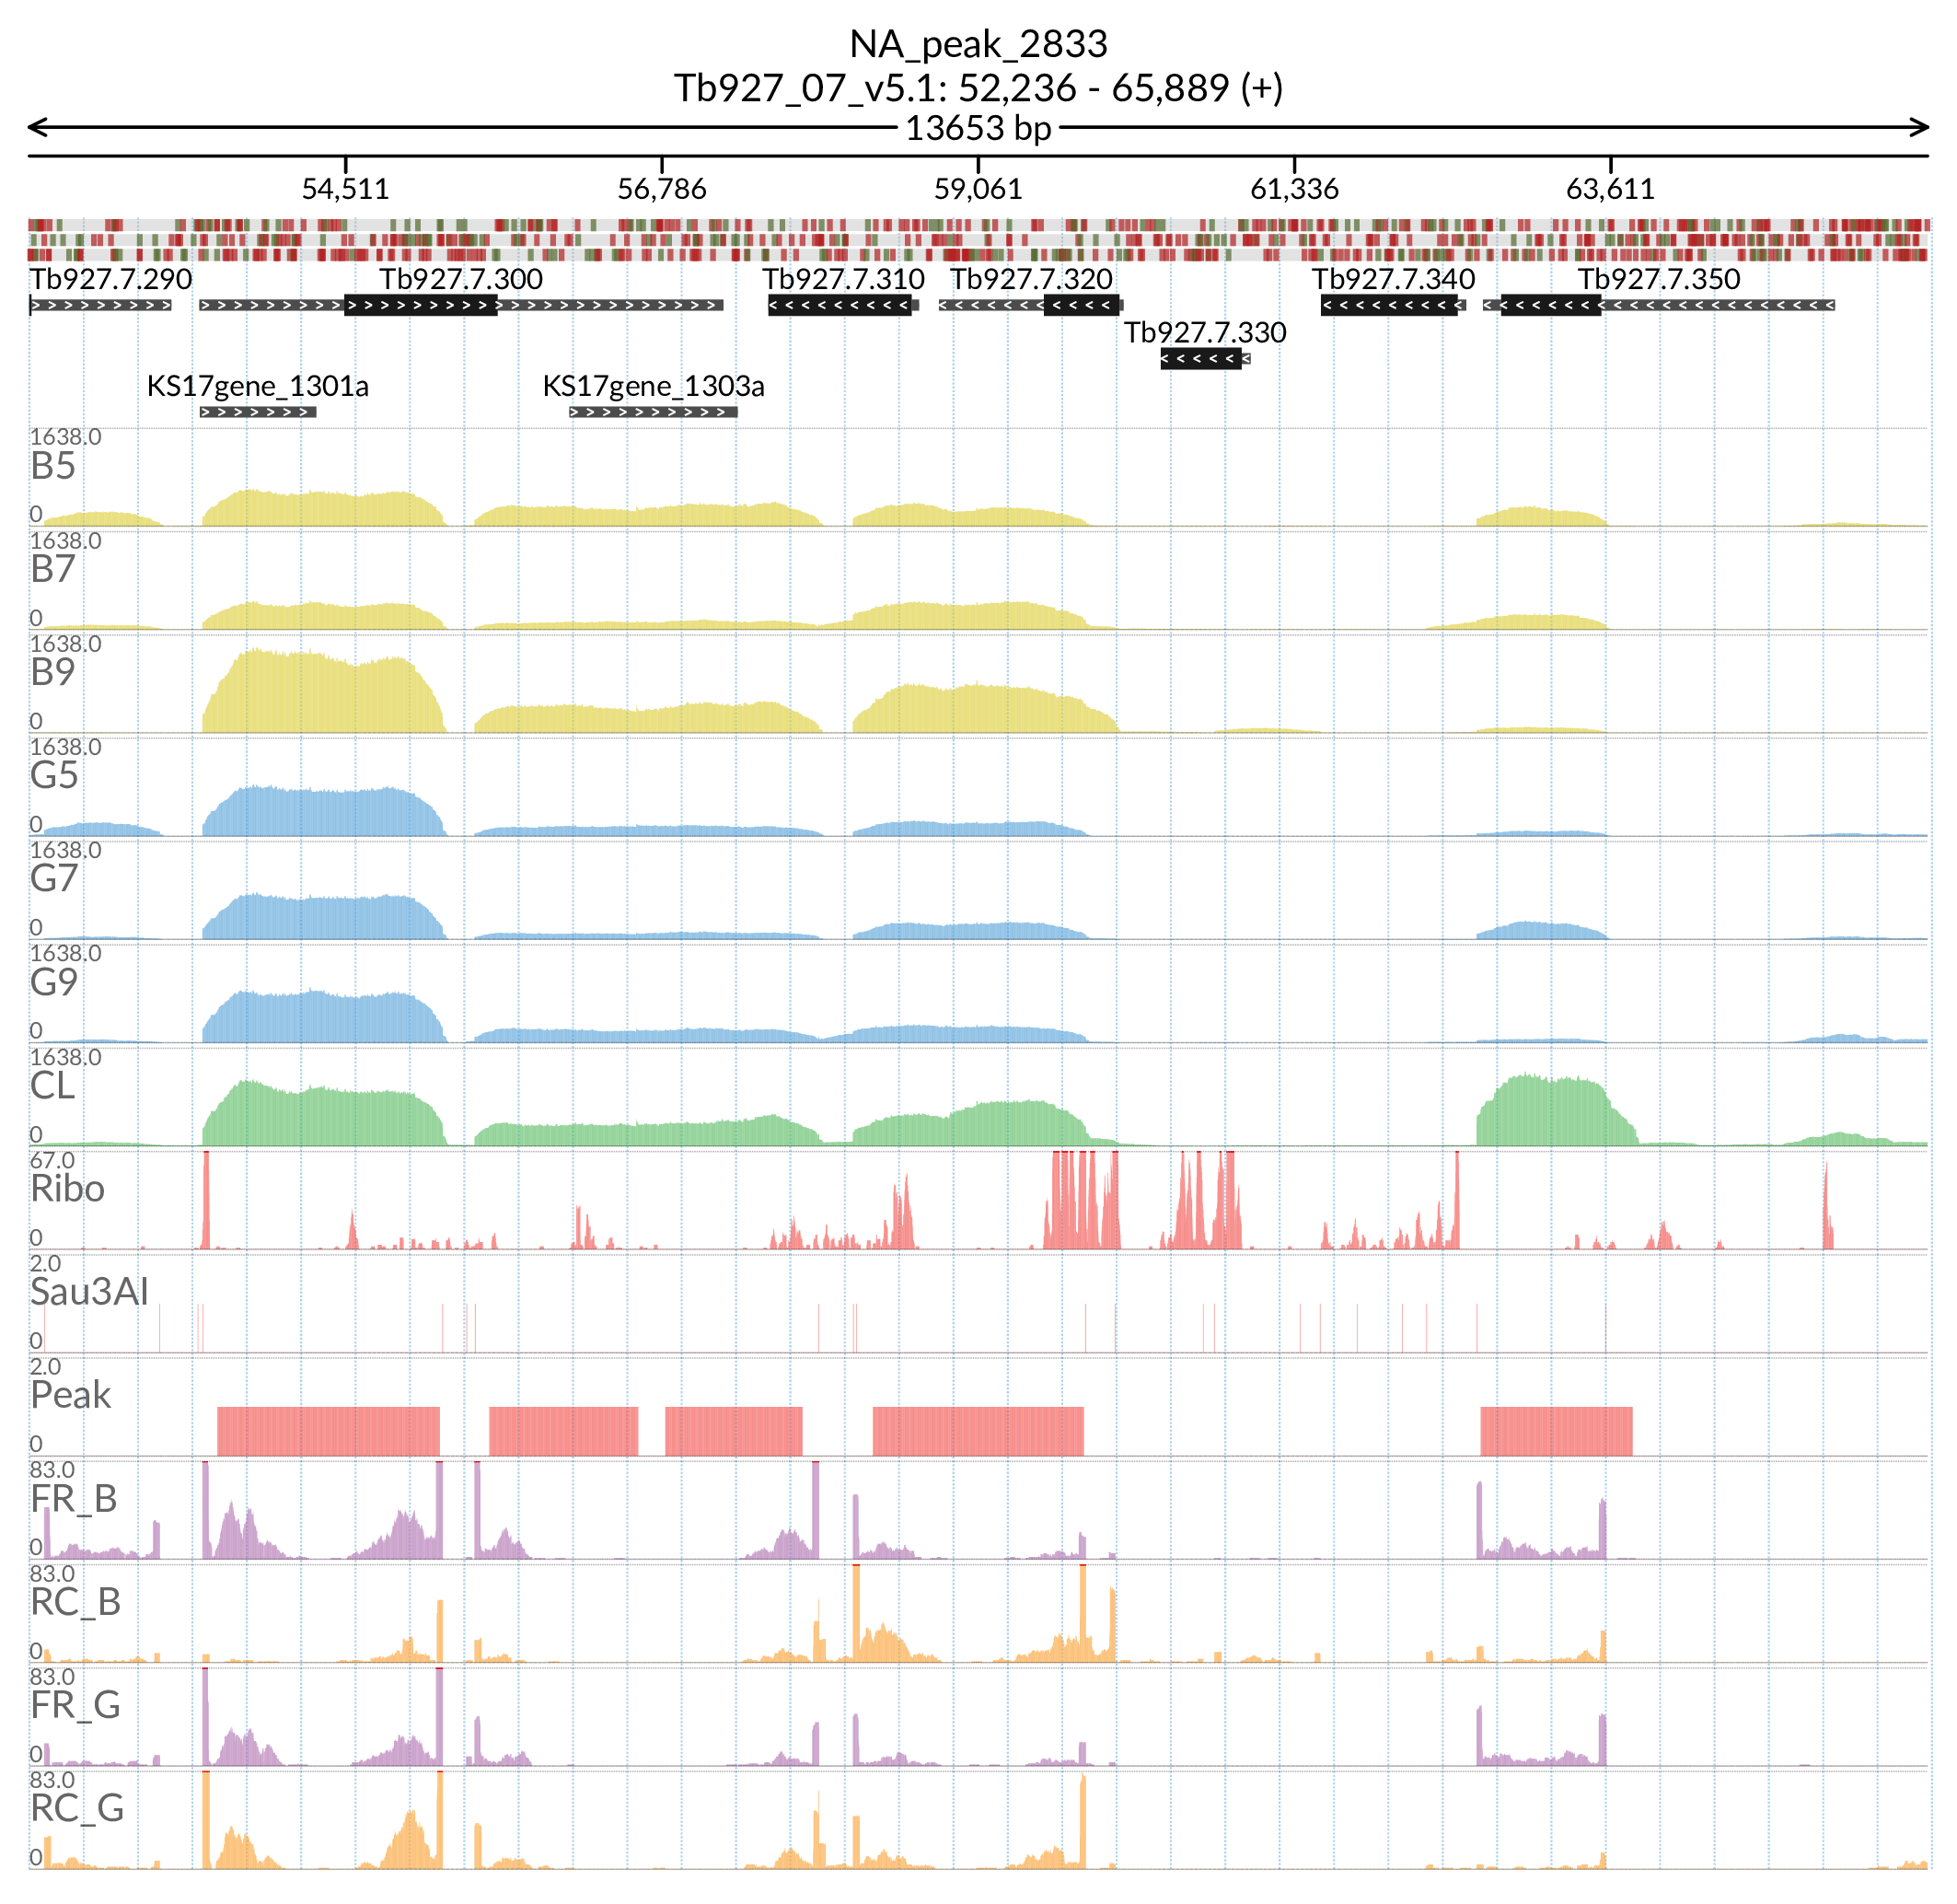 NA_peak_2833
Tb927_07_v5.1: 52,236 - 65,889 (+)
13653 bp
54,511 56,786 59,061 61,336 63,611
Tb927.7.290 Tb927.7.300 Tb927.7.310 Tb927.7.320 Tb927.7.340 Tb927.7.350
Tb927.7.330
KS17gene_1301a KS17gene_1303a
1638.0
B5
0
1638.0
B7
0
1638.0
B9
0
1638.0
G5
0
1638.0
G7
0
1638.0
G9
0
1638.0
CL
0
67.0
Ribo
0
2.0
Sau3AI
0
2.0
Peak
0
83.0
FR_B
0
83.0
RC_B
0
83.0
FR_G
0
83.0
RC_G
0